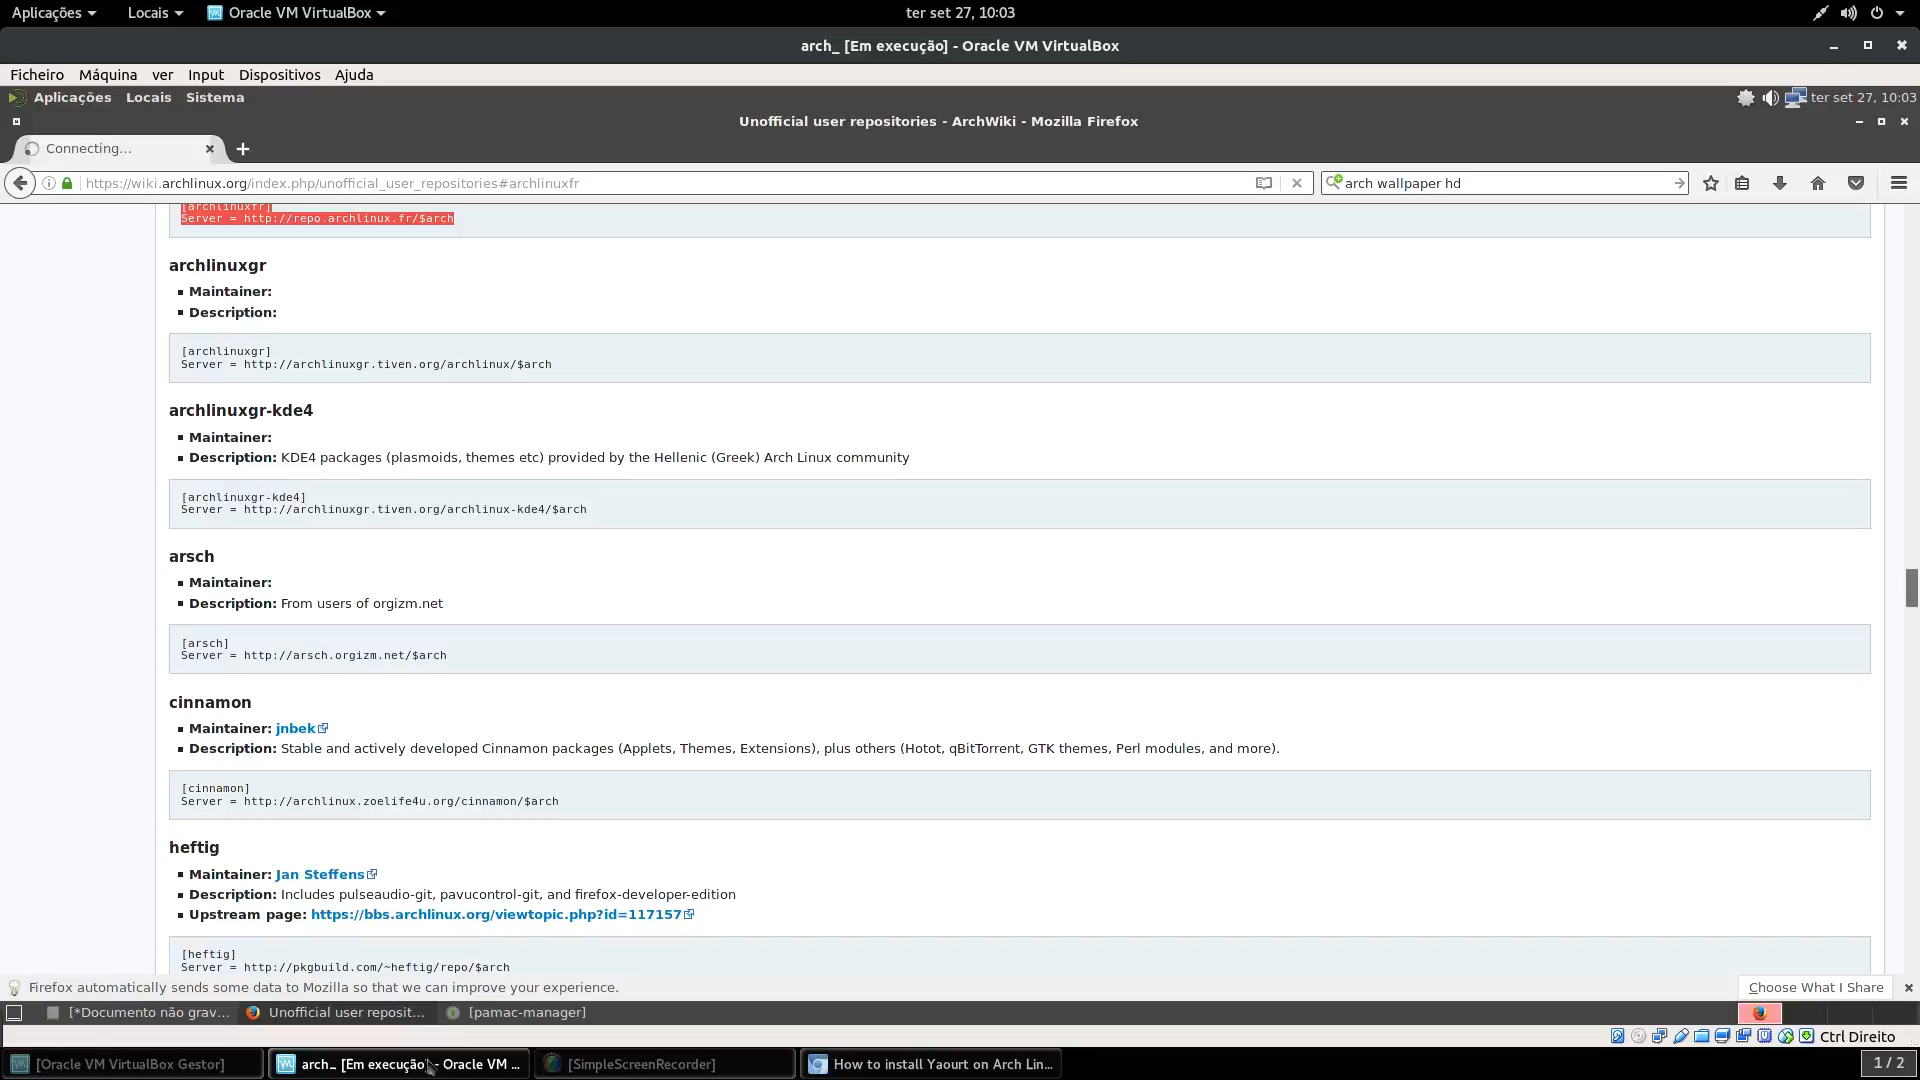 Aplicações Locais Oracle VM VirtualBox ter set 27, 10:03
arch_ [Em execução] - Oracle VM VirtualBox
Ficheiro Máquina ver Input Dispositivos Ajuda
Aplicações Locais Sistema ter set 27, 10:03
Unofficial user repositories - ArchWiki - Mozilla Firefox
Connecting...
https://wiki.archlinux.org/index.php/unofficial_user_repositories#archlinuxfr arch wallpaper hd
[archlinuxfr]
Server = http://repo.archlinux.fr/$arch
archlinuxgr
Maintainer:
Description:
[archlinuxgr]
Server = http://archlinuxgr.tiven.org/archlinux/$arch
archlinuxgr-kde4
Maintainer:
Description: KDE4 packages (plasmoids, themes etc) provided by the Hellenic (Greek) Arch Linux community
[archlinuxgr-kde4]
Server = http://archlinuxgr.tiven.org/archlinux-kde4/$arch
arsch
Maintainer:
Description: From users of orgizm.net
[arsch]
Server = http://arsch.orgizm.net/$arch
cinnamon
Maintainer: jnbek
Description: Stable and actively developed Cinnamon packages (Applets, Themes, Extensions), plus others (Hotot, qBitTorrent, GTK themes, Perl modules, and more).
[cinnamon]
Server = http://archlinux.zoelife4u.org/cinnamon/$arch
heftig
Maintainer: Jan Steffens
Description: Includes pulseaudio-git, pavucontrol-git, and firefox-developer-edition
Upstream page: https://bbs.archlinux.org/viewtopic.php?id=117157
[heftig]
Server = http://pkgbuild.com/~heftig/repo/$arch
Firefox automatically sends some data to Mozilla so that we can improve your experience. Choose What I Share
[*Documento não grav... Unofficial user reposit... [pamac-manager]
Ctrl Direito
[Oracle VM VirtualBox Gestor] arch_ [Em execução] - Oracle VM ... [SimpleScreenRecorder] How to install Yaourt on Arch Lin... 1 / 2